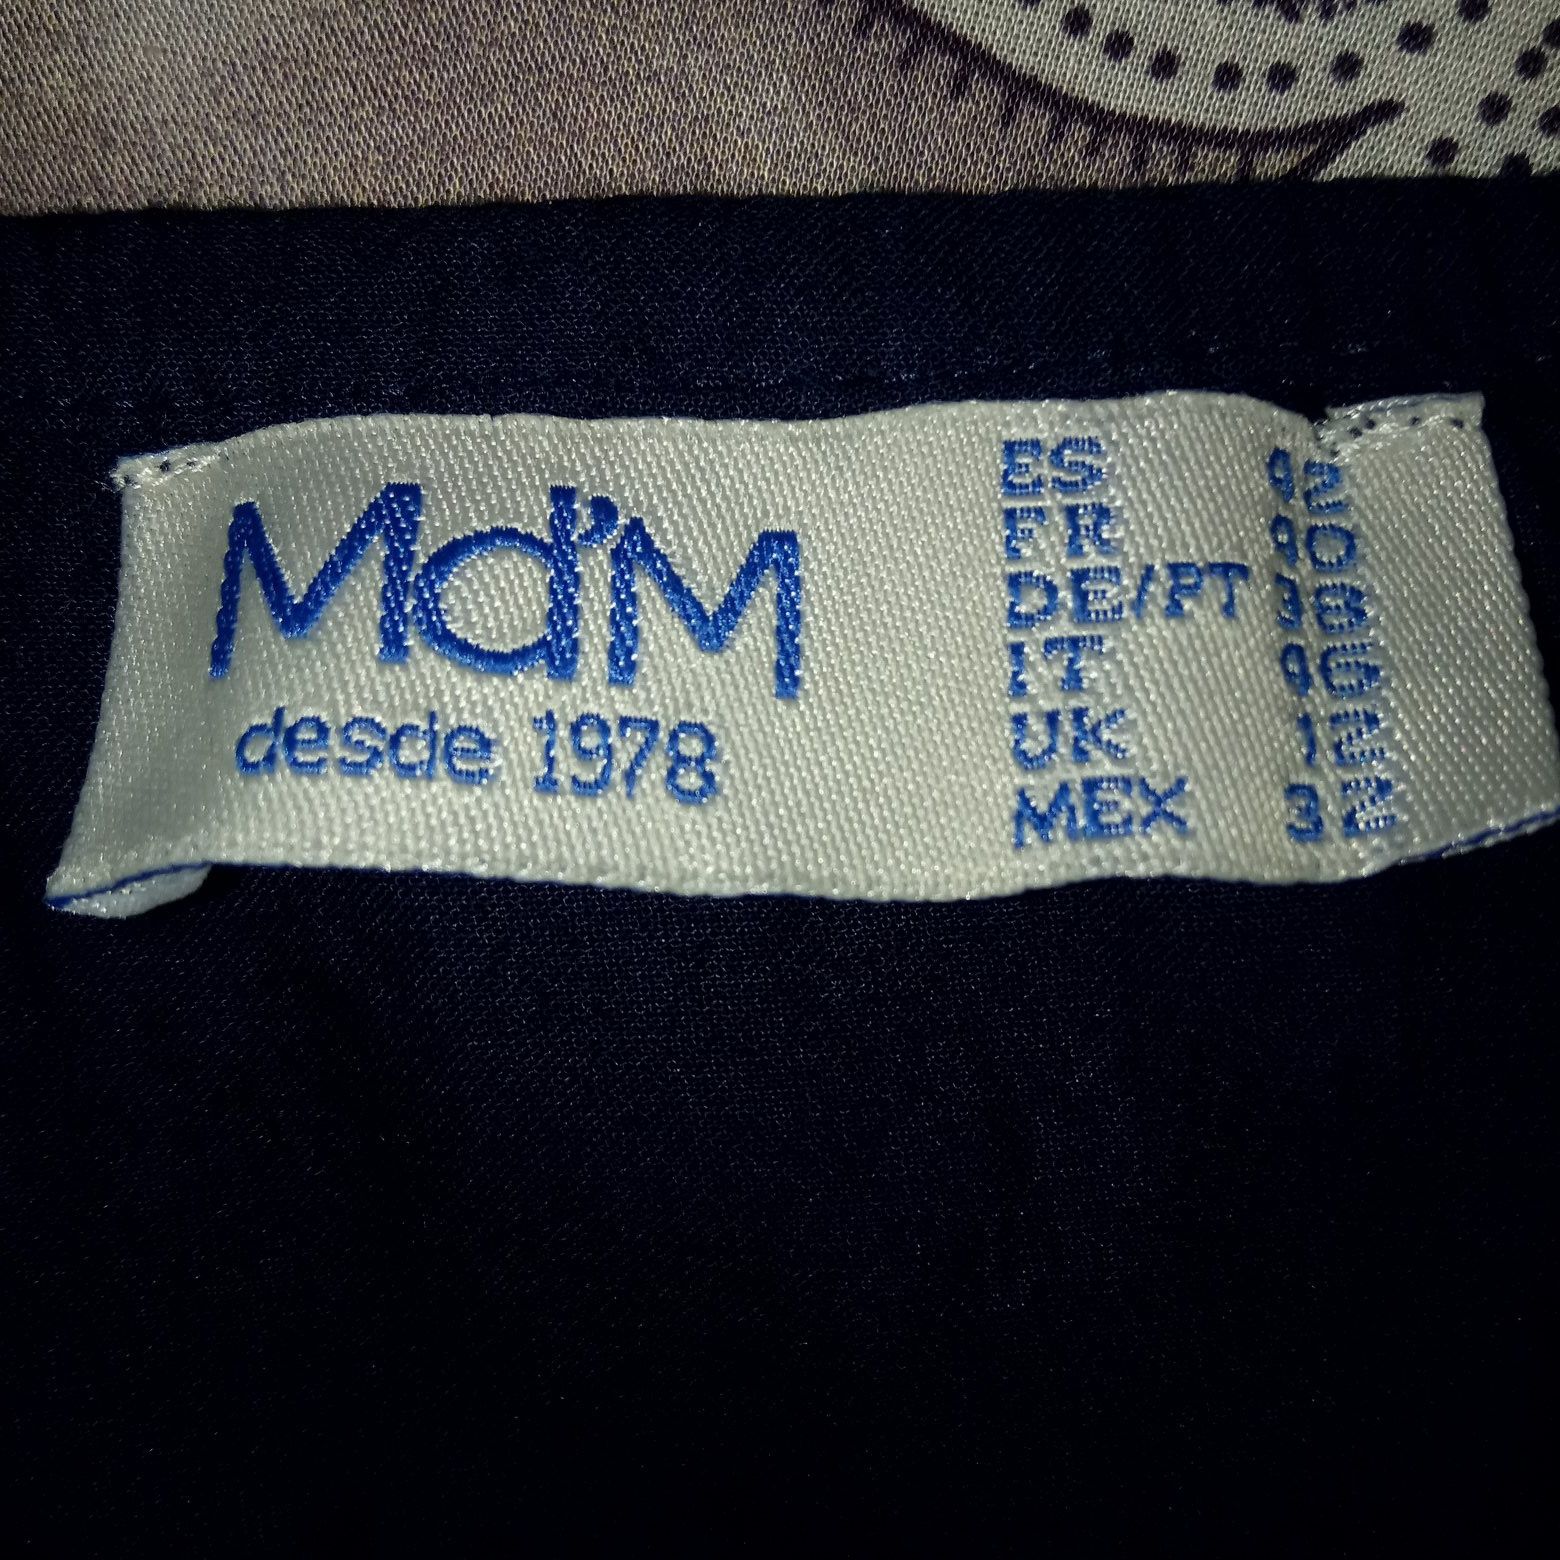 Md'M
desde 1978
ES 42
FR 40
DE/PT 38
IT 46
UK 12
MEX 32